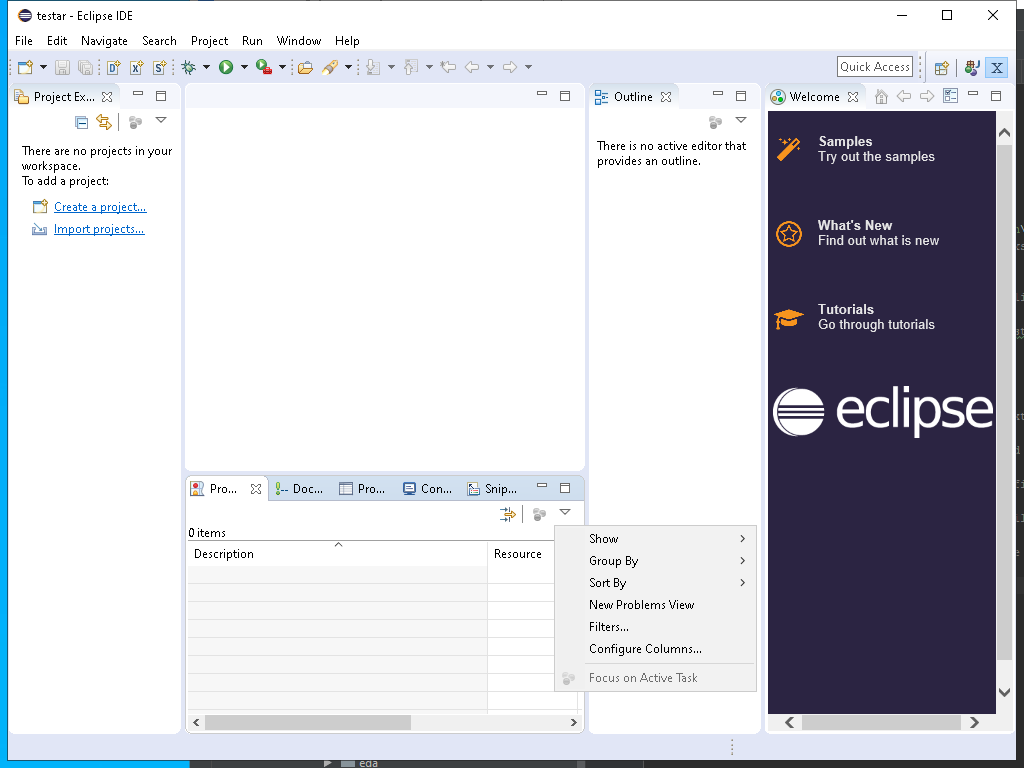 testar - Eclipse IDE
File Edit Navigate Search Project Run Window Help
Quick Access
Project Ex...
Outline
Welcome
There are no projects in your
workspace.
To add a project:
Create a project...
Import projects...
There is no active editor that
provides an outline.
Samples
Try out the samples
What's New
Find out what is new
Tutorials
Go through tutorials
eclipse
Pro... Doc... Pro... Con... Snip...
0 items
Description Resource
Show
Group By
Sort By
New Problems View
Filters...
Configure Columns...
Focus on Active Task
eda